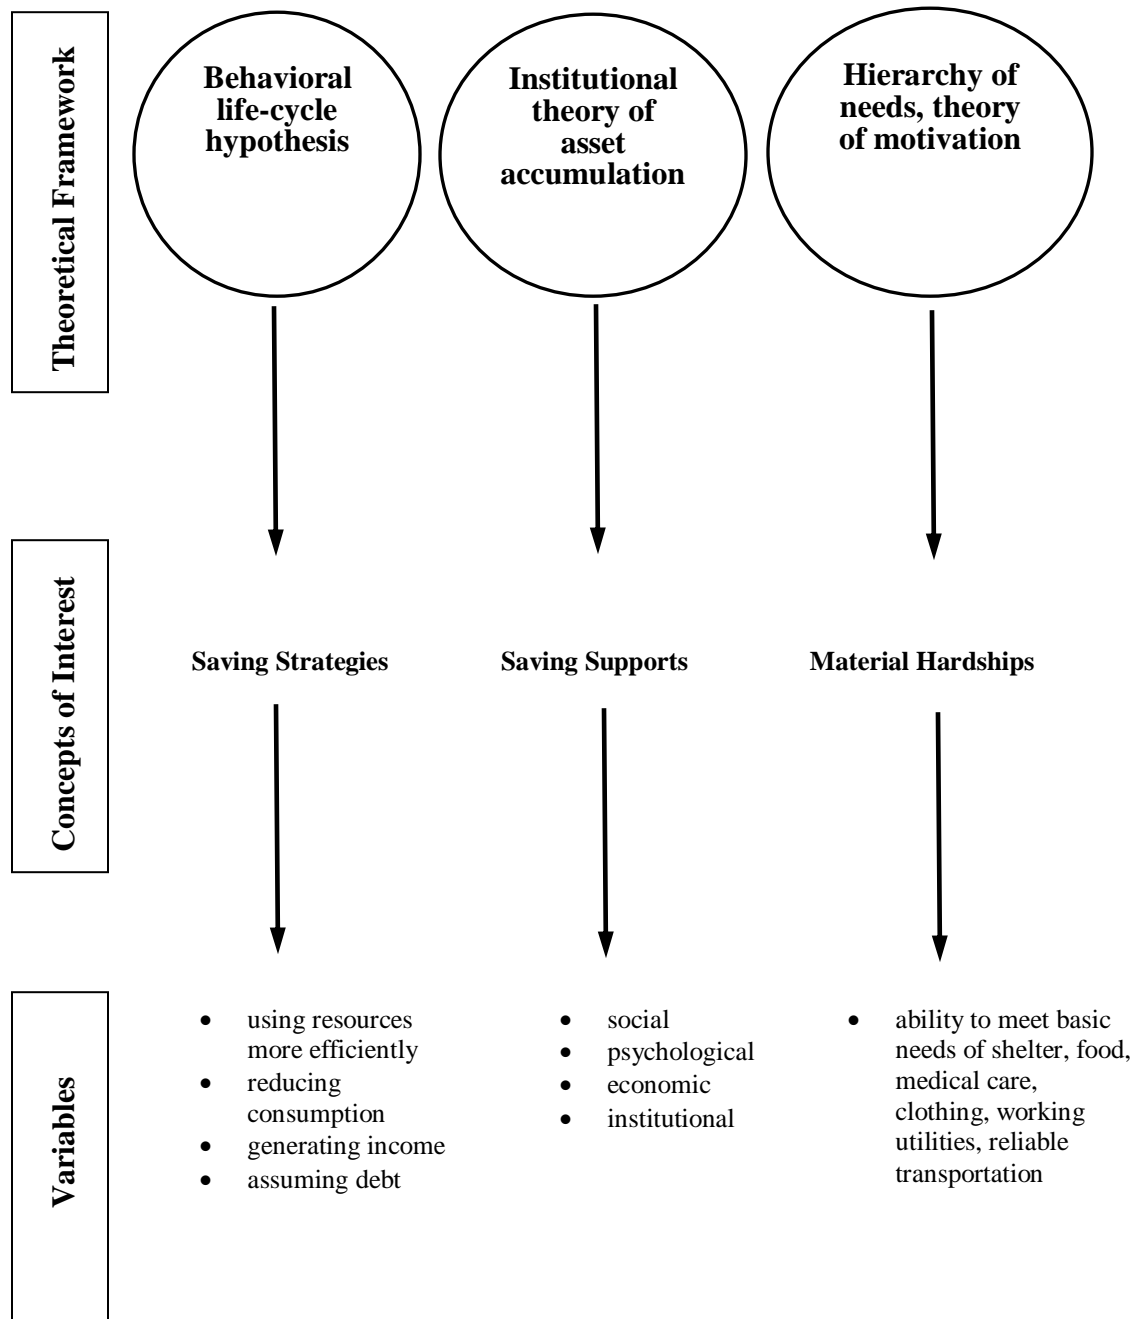 Theoretical Framework
Behavioral
life-cycle
hypothesis
Institutional
theory of
asset
accumulation
Hierarchy of
needs, theory
of motivation
Concepts of Interest
Saving Strategies
Saving Supports
Material Hardships
Variables
• using resources
more efficiently
• reducing
consumption
• generating income
• assuming debt
• social
• psychological
• economic
• institutional
• ability to meet basic
needs of shelter, food,
medical care,
clothing, working
utilities, reliable
transportation